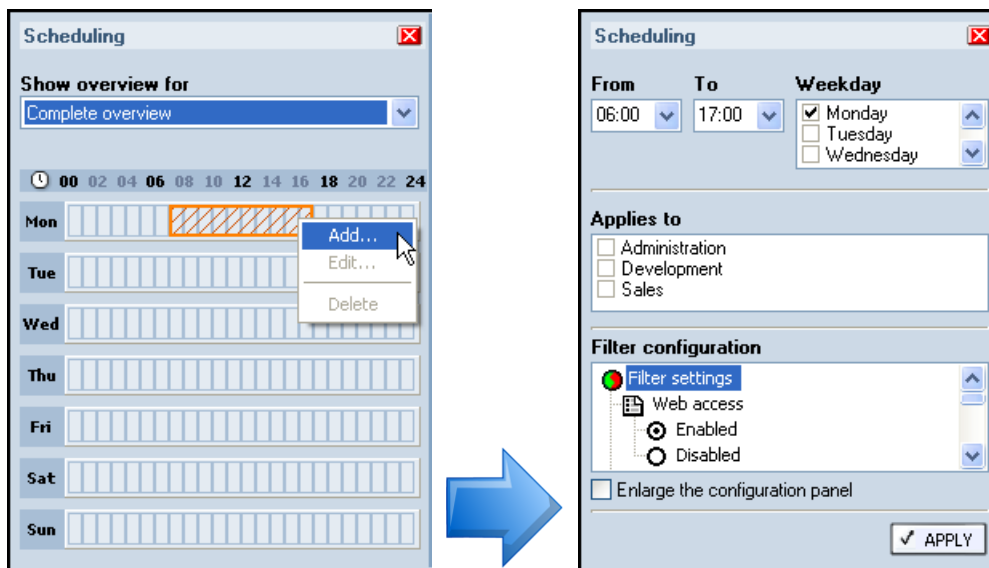 Scheduling
Show overview for
Complete overview
00 02 04 06 08 10 12 14 16 18 20 22 24
Mon
Add...
Edit...
Tue
Delete
Wed
Thu
Fri
Sat
Sun
Scheduling
From To Weekday
06:00 17:00 Monday
Tuesday
Wednesday
Applies to
Administration
Development
Sales
Filter configuration
Filter settings
Web access
Enabled
Disabled
Enlarge the configuration panel
APPLY